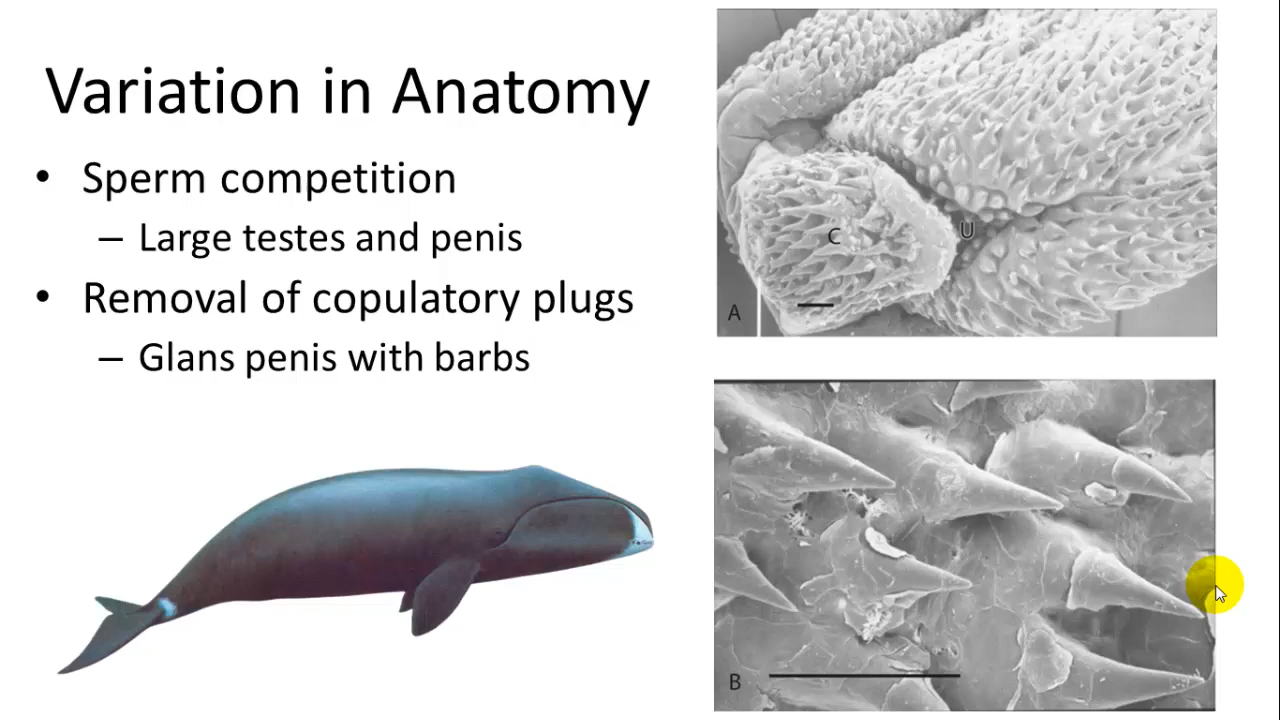 Variation in Anatomy
• Sperm competition
– Large testes and penis
• Removal of copulatory plugs
– Glans penis with barbs
C
U
A
B